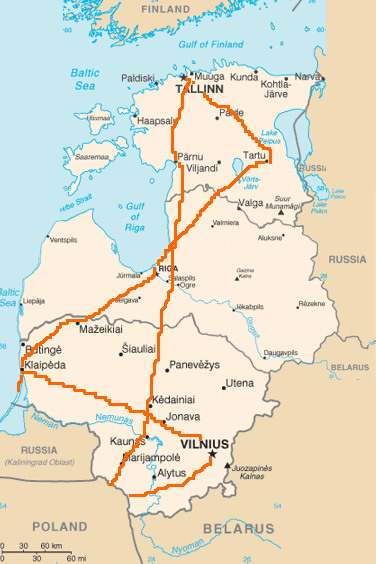 FINLAND
Gulf of Finland
Baltic
Sea
Paldiski
Muuga
Kunda
Narva
TALLINN
Kohtla-
Järve
Haapsalu
Paide
Hiiumaa
Lake
Peipus
Saaremaa
Pärnu
Viljandi
Tartu
Võrts-
Järv
RUSSIA
Lake
Pskov
Irbe Strait
Valga
Suur
Munamägi
Gulf
of
Riga
Valmiera
Ventspils
Aluksne
RUSSIA
Jūrmala
RIGA
Salaspils
Ogre
Gaizina
Kalns
Baltic
Sea
Liepāja
Jelgava
Jēkabpils
Rēzekne
Mažeikiai
Daugavpils
Būtingė
Šiauliai
Klaipėda
Panevėžys
BELARUS
Utena
Kėdainiai
Neman
Nemunas
Jonava
Kaunas
VILNIUS
RUSSIA
(Kaliningrad Oblast)
Marijampolė
Alytus
Juozapinės
Kalnas
POLAND
BELARUS
Nyoman
0 30 60 km
0 30 60 mi
24
26
54